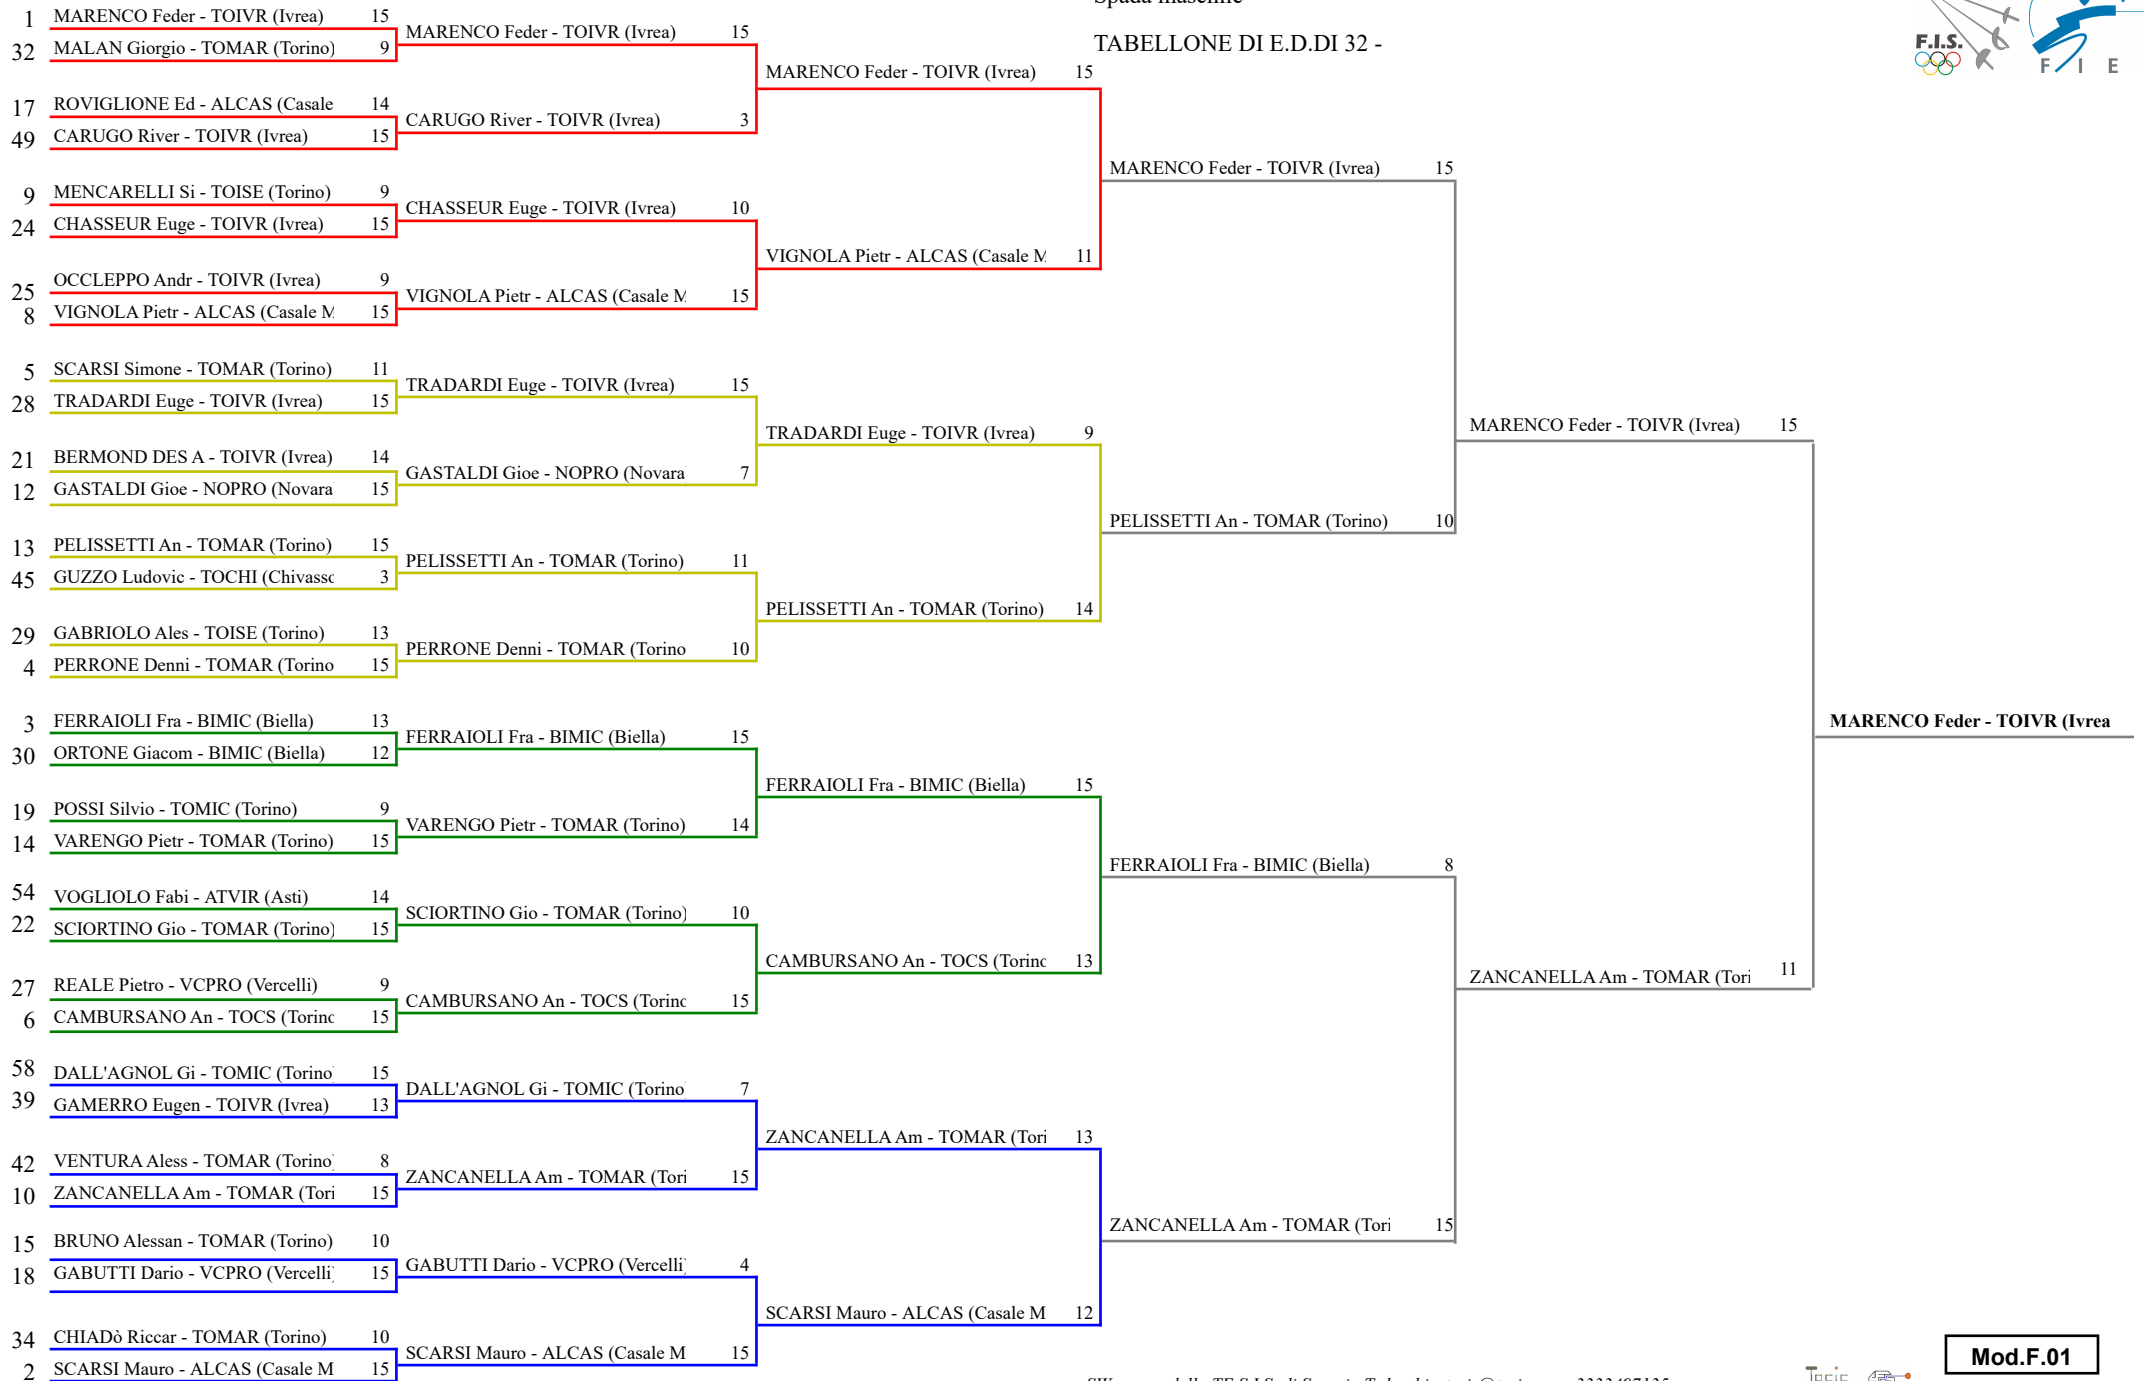 Spada maschile
TABELLONE DI E.D.DI 32 -
F.I.S.
F I E
1 MARENCO Feder - TOIVR (Ivrea) 15
32 MALAN Giorgio - TOMAR (Torino) 9
17 ROVIGLIONE Ed - ALCAS (Casale 14
49 CARUGO River - TOIVR (Ivrea) 15
9 MENCARELLI Si - TOISE (Torino) 9
24 CHASSEUR Euge - TOIVR (Ivrea) 15
25 OCCLEPPO Andr - TOIVR (Ivrea) 9
8 VIGNOLA Pietr - ALCAS (Casale M 15
5 SCARSI Simone - TOMAR (Torino) 11
28 TRADARDI Euge - TOIVR (Ivrea) 15
21 BERMOND DES A - TOIVR (Ivrea) 14
12 GASTALDI Gioe - NOPRO (Novara 15
13 PELISSETTI An - TOMAR (Torino) 15
45 GUZZO Ludovic - TOCHI (Chivasso 3
29 GABRIOLO Ales - TOISE (Torino) 13
4 PERRONE Denni - TOMAR (Torino 15
3 FERRAIOLI Fra - BIMIC (Biella) 13
30 ORTONE Giacom - BIMIC (Biella) 12
19 POSSI Silvio - TOMIC (Torino) 9
14 VARENGO Pietr - TOMAR (Torino) 15
54 VOGLIOLO Fabi - ATVIR (Asti) 14
22 SCIORTINO Gio - TOMAR (Torino) 15
27 REALE Pietro - VCPRO (Vercelli) 9
6 CAMBURSANO An - TOCS (Torino 15
58 DALL'AGNOL Gi - TOMIC (Torino 15
39 GAMERRO Eugen - TOIVR (Ivrea) 13
42 VENTURA Aless - TOMAR (Torino) 8
10 ZANCANELLA Am - TOMAR (Tori 15
15 BRUNO Alessan - TOMAR (Torino) 10
18 GABUTTI Dario - VCPRO (Vercelli) 15
34 CHIADò Riccar - TOMAR (Torino) 10
2 SCARSI Mauro - ALCAS (Casale M 15
MARENCO Feder - TOIVR (Ivrea) 15
CARUGO River - TOIVR (Ivrea) 3
CHASSEUR Euge - TOIVR (Ivrea) 10
VIGNOLA Pietr - ALCAS (Casale M 15
TRADARDI Euge - TOIVR (Ivrea) 15
GASTALDI Gioe - NOPRO (Novara 7
PELISSETTI An - TOMAR (Torino) 11
PERRONE Denni - TOMAR (Torino 10
FERRAIOLI Fra - BIMIC (Biella) 15
VARENGO Pietr - TOMAR (Torino) 14
SCIORTINO Gio - TOMAR (Torino) 10
CAMBURSANO An - TOCS (Torino 15
DALL'AGNOL Gi - TOMIC (Torino 7
ZANCANELLA Am - TOMAR (Tori 15
GABUTTI Dario - VCPRO (Vercelli) 4
SCARSI Mauro - ALCAS (Casale M 15
MARENCO Feder - TOIVR (Ivrea) 15
VIGNOLA Pietr - ALCAS (Casale M 11
TRADARDI Euge - TOIVR (Ivrea) 9
PELISSETTI An - TOMAR (Torino) 14
FERRAIOLI Fra - BIMIC (Biella) 15
CAMBURSANO An - TOCS (Torino 13
ZANCANELLA Am - TOMAR (Tori 13
SCARSI Mauro - ALCAS (Casale M 12
MARENCO Feder - TOIVR (Ivrea) 15
PELISSETTI An - TOMAR (Torino) 10
FERRAIOLI Fra - BIMIC (Biella) 8
ZANCANELLA Am - TOMAR (Tori 15
MARENCO Feder - TOIVR (Ivrea) 15
ZANCANELLA Am - TOMAR (Tori 11
MARENCO Feder - TOIVR (Ivrea
Mod.F.01